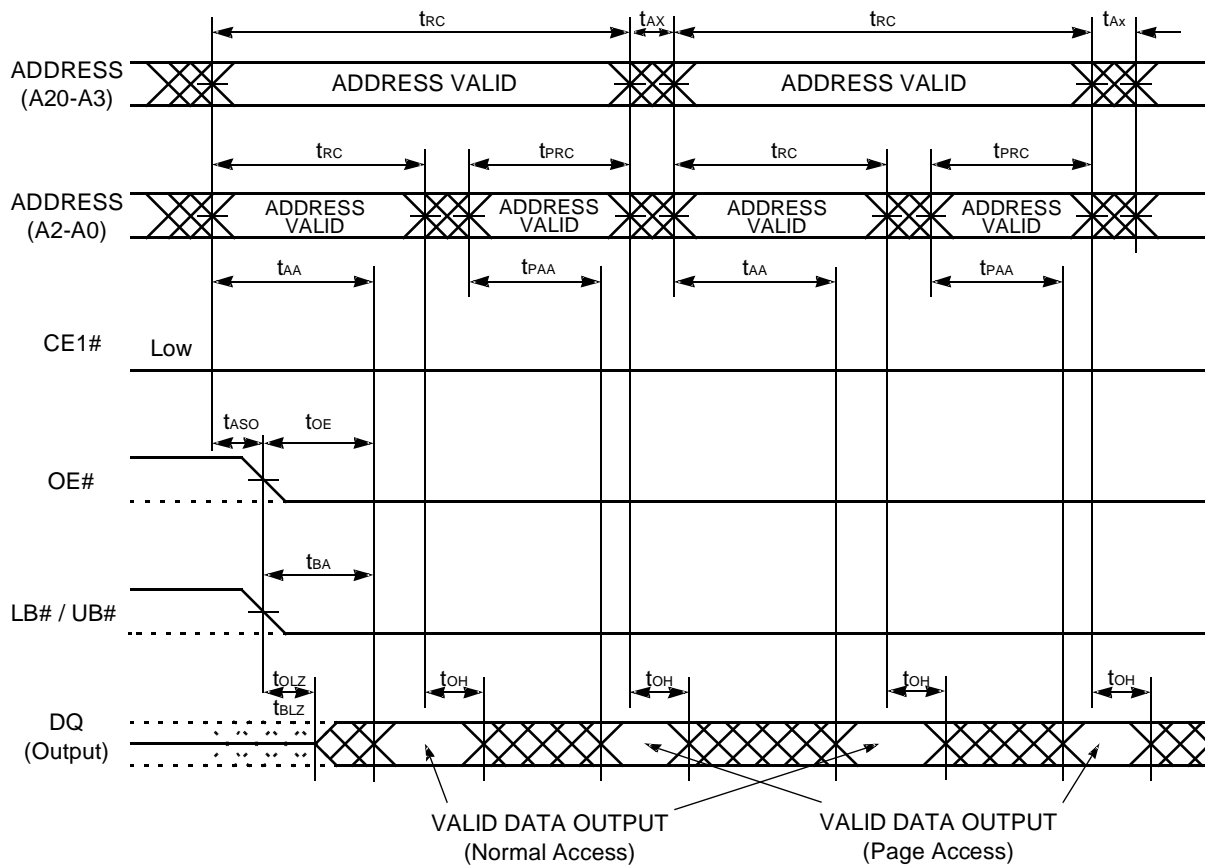 tRC tAX tRC tAx
ADDRESS
(A20-A3)
ADDRESS VALID ADDRESS VALID
tRC tPRC tRC tPRC
ADDRESS
(A2-A0)
ADDRESS
VALID
ADDRESS
VALID
ADDRESS
VALID
ADDRESS
VALID
tAA tPAA tAA tPAA
CE1#
Low
tASO tOE
OE#
tBA
LB# / UB#
tOLZ
tBLZ
tOH tOH tOH tOH
DQ
(Output)
VALID DATA OUTPUT
(Normal Access)
VALID DATA OUTPUT
(Page Access)